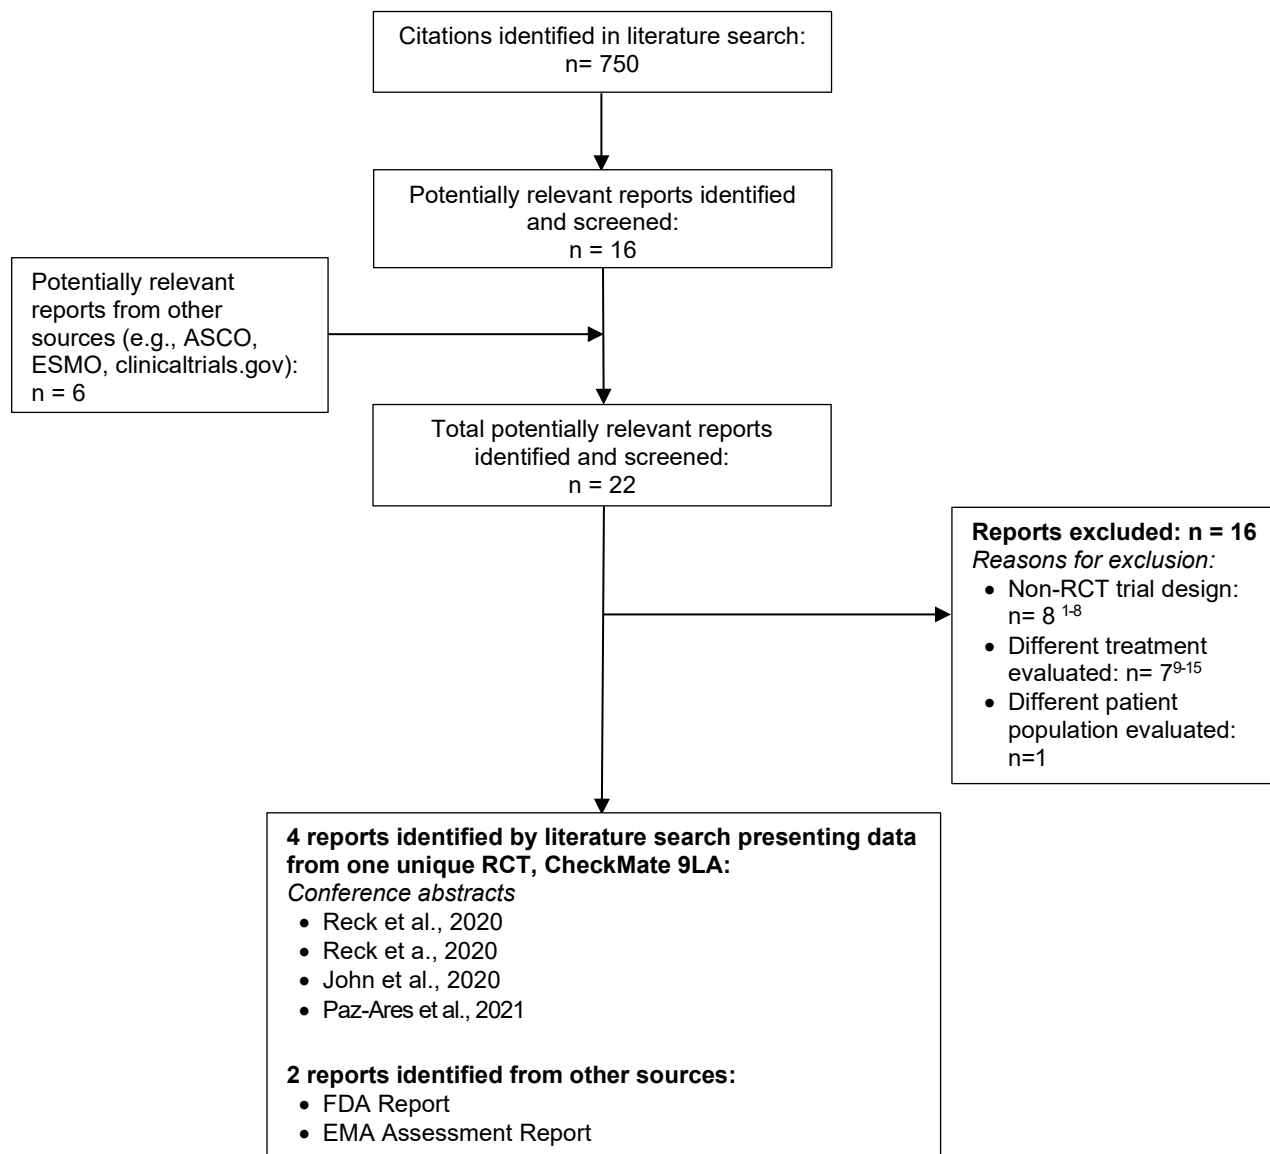 Citations identified in literature search:
n= 750
Potentially relevant reports identified
and screened:
n = 16
Potentially relevant
reports from other
sources (e.g., ASCO,
ESMO, clinicaltrials.gov):
n = 6
Total potentially relevant reports
identified and screened:
n = 22
Reports excluded: n = 16
Reasons for exclusion:
• Non-RCT trial design:
n= 8 1-8
• Different treatment
evaluated: n= 79-15
• Different patient
population evaluated:
n=1
4 reports identified by literature search presenting data
from one unique RCT, CheckMate 9LA:
Conference abstracts
• Reck et al., 2020
• Reck et a., 2020
• John et al., 2020
• Paz-Ares et al., 2021
2 reports identified from other sources:
• FDA Report
• EMA Assessment Report